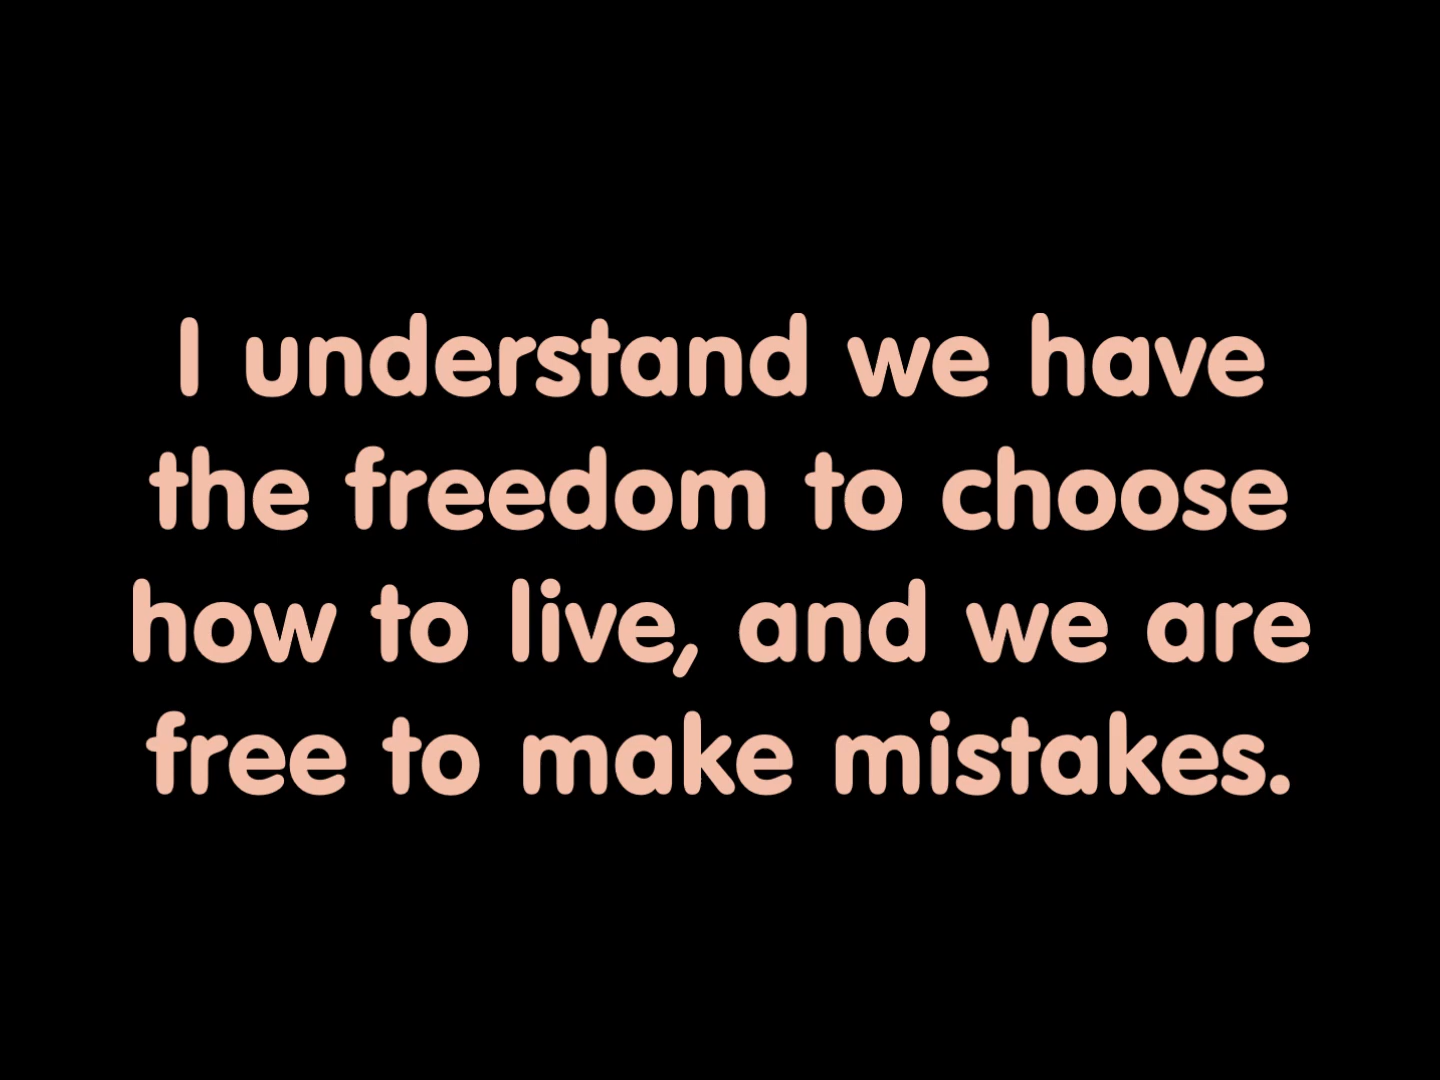 I understand we have
the freedom to choose
how to live, and we are
free to make mistakes.